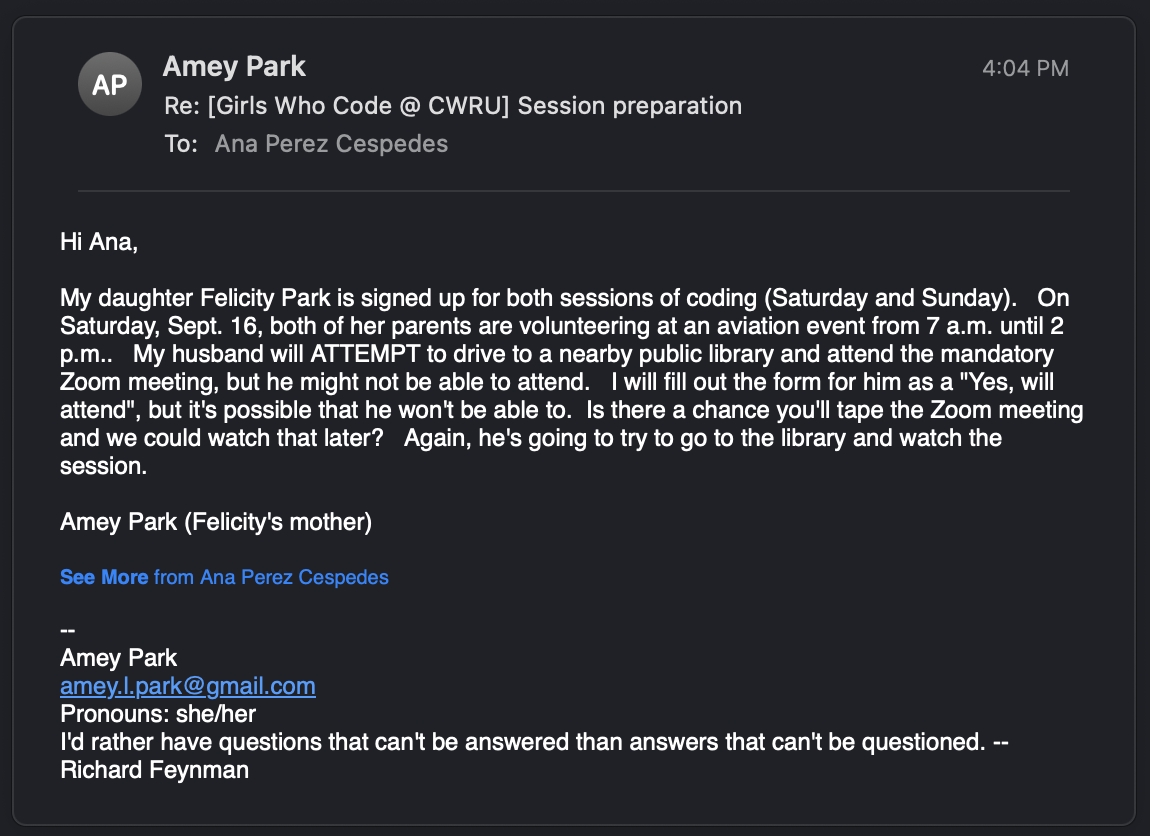 AP
Amey Park
4:04 PM
Re: [Girls Who Code @ CWRU] Session preparation
To: Ana Perez Cespedes
Hi Ana,
My daughter Felicity Park is signed up for both sessions of coding (Saturday and Sunday).   On
Saturday, Sept. 16, both of her parents are volunteering at an aviation event from 7 a.m. until 2
p.m..   My husband will ATTEMPT to drive to a nearby public library and attend the mandatory
Zoom meeting, but he might not be able to attend.   I will fill out the form for him as a "Yes, will
attend", but it's possible that he won't be able to.  Is there a chance you'll tape the Zoom meeting
and we could watch that later?   Again, he's going to try to go to the library and watch the
session.
Amey Park (Felicity's mother)
See More from Ana Perez Cespedes
--
Amey Park
amey.l.park@gmail.com
Pronouns: she/her
I'd rather have questions that can't be answered than answers that can't be questioned. --
Richard Feynman